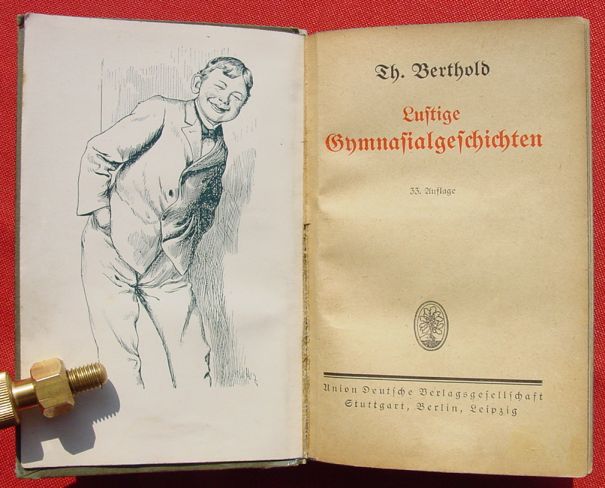 Th. Berthold
Lustige
Gymnasialgeschichten
33. Auflage
Union Deutsche Verlagsgesellschaft
Stuttgart, Berlin, Leipzig